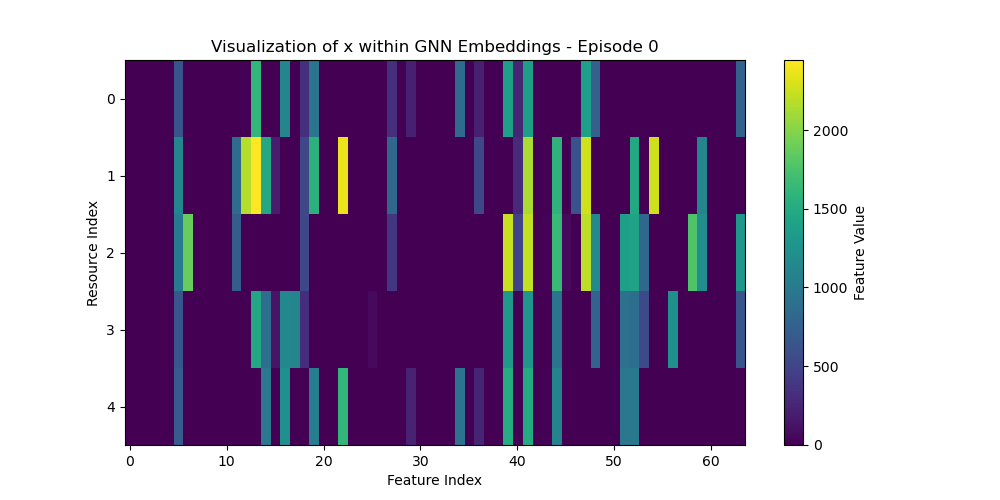 Visualization of x within GNN Embeddings - Episode 0
Resource Index
0
1
2
3
4
0 10 20 30 40 50 60
Feature Index
2000
1500
1000
500
0
Feature Value